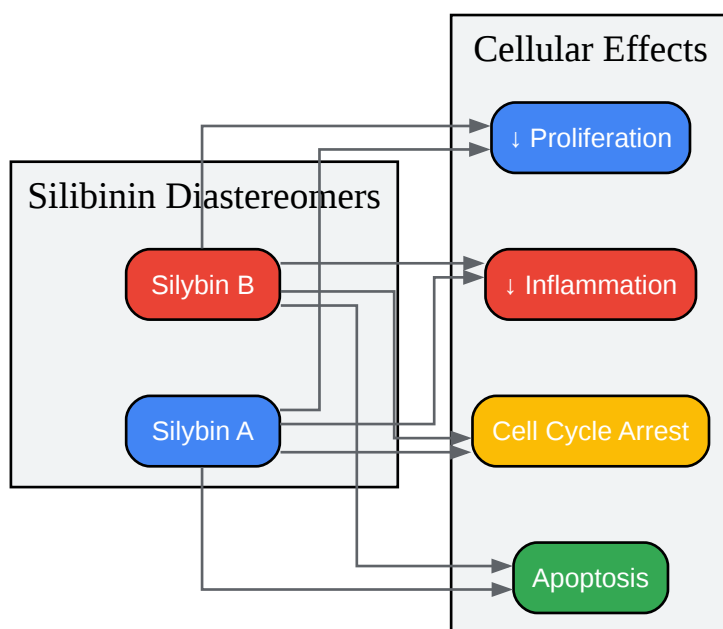 Cellular Effects
↓ Proliferation
Silibinin Diastereomers
Silybin B
↓ Inflammation
Silybin A
Cell Cycle Arrest
Apoptosis